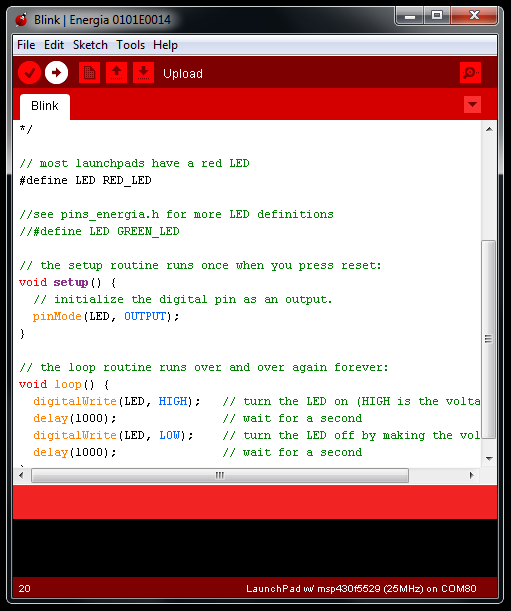 Blink | Energia 0101E0014
File Edit Sketch Tools Help
Upload
Blink
*/
// most launchpads have a red LED
#define LED RED_LED
//see pins_energia.h for more LED definitions
//#define LED GREEN_LED
// the setup routine runs once when you press reset:
void setup() {
  // initialize the digital pin as an output.
  pinMode(LED, OUTPUT);
}
// the loop routine runs over and over again forever:
void loop() {
  digitalWrite(LED, HIGH);   // turn the LED on (HIGH is the volta
  delay(1000);               // wait for a second
  digitalWrite(LED, LOW);    // turn the LED off by making the vol
  delay(1000);               // wait for a second
20 LaunchPad w/ msp430f5529 (25MHz) on COM80